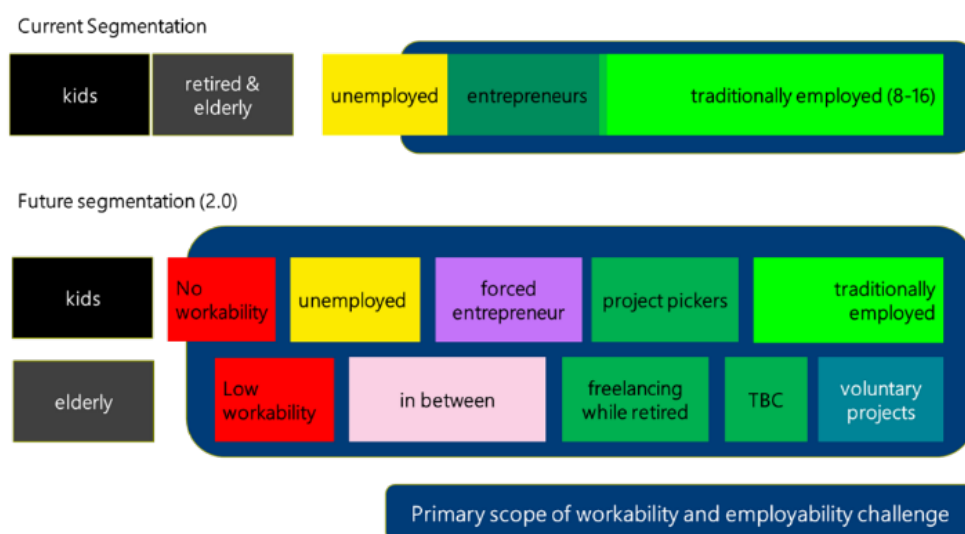 Current Segmentation
kids
retired &
elderly
unemployed
entrepreneurs
traditionally employed (8-16)
Future segmentation (2.0)
kids
No
workability
unemployed
forced
entrepreneur
project pickers
traditionally
employed
elderly
Low
workability
in between
freelancing
while retired
TBC
voluntary
projects
Primary scope of workability and employability challenge